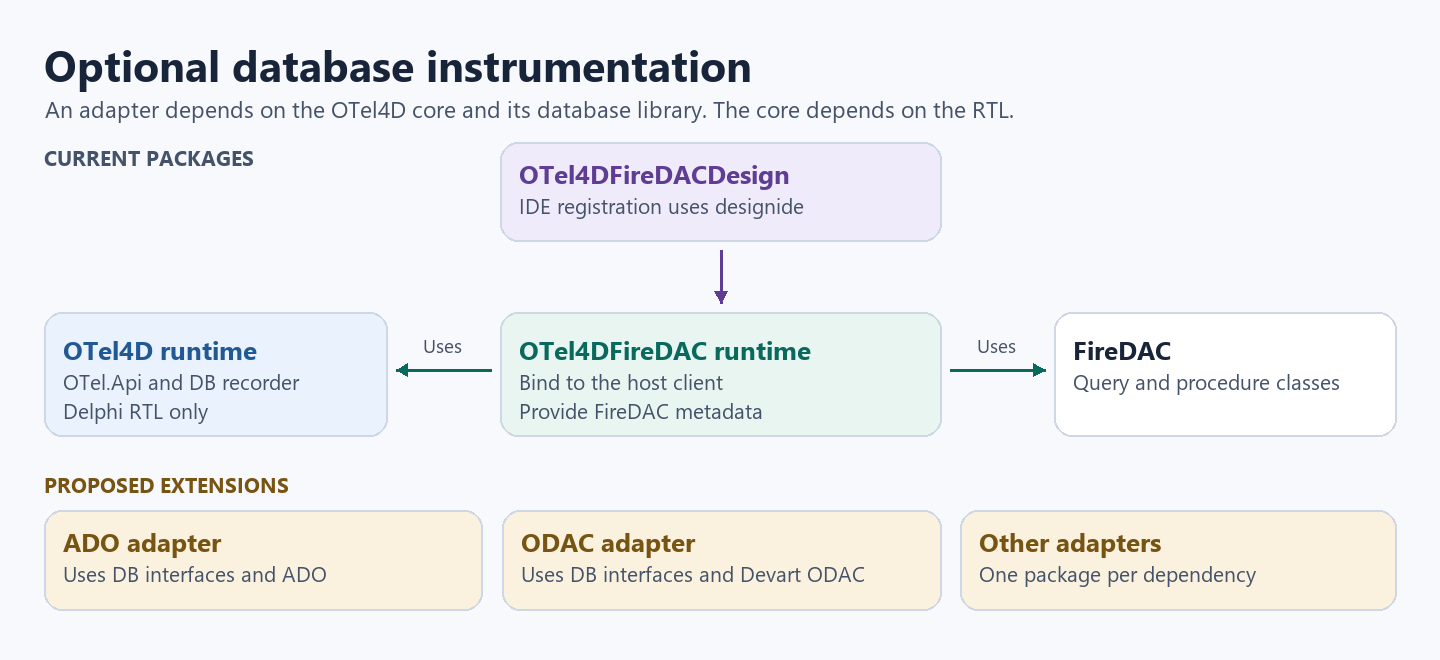 Optional database instrumentation
An adapter depends on the OTel4D core and its database library. The core depends on the RTL.
CURRENT PACKAGES
OTel4DFireDACDesign
IDE registration uses designide
OTel4D runtime
OTel.Api and DB recorder
Delphi RTL only
Uses
OTel4DFireDAC runtime
Bind to the host client
Provide FireDAC metadata
Uses
FireDAC
Query and procedure classes
PROPOSED EXTENSIONS
ADO adapter
Uses DB interfaces and ADO
ODAC adapter
Uses DB interfaces and Devart ODAC
Other adapters
One package per dependency